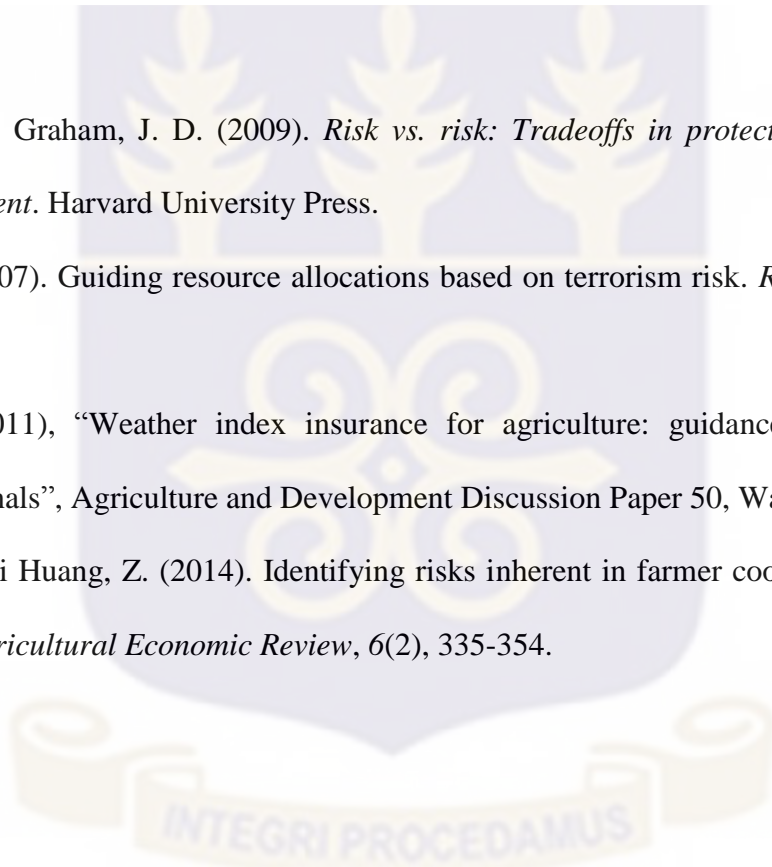 Graham, J. D. (2009). Risk vs. risk: Tradeoffs in protect
ent. Harvard University Press.
07). Guiding resource allocations based on terrorism risk. R
011), “Weather index insurance for agriculture: guidance
nals”, Agriculture and Development Discussion Paper 50, Wa
i Huang, Z. (2014). Identifying risks inherent in farmer coo
ricultural Economic Review, 6(2), 335-354.
INTEGRI PROCEDAMUS